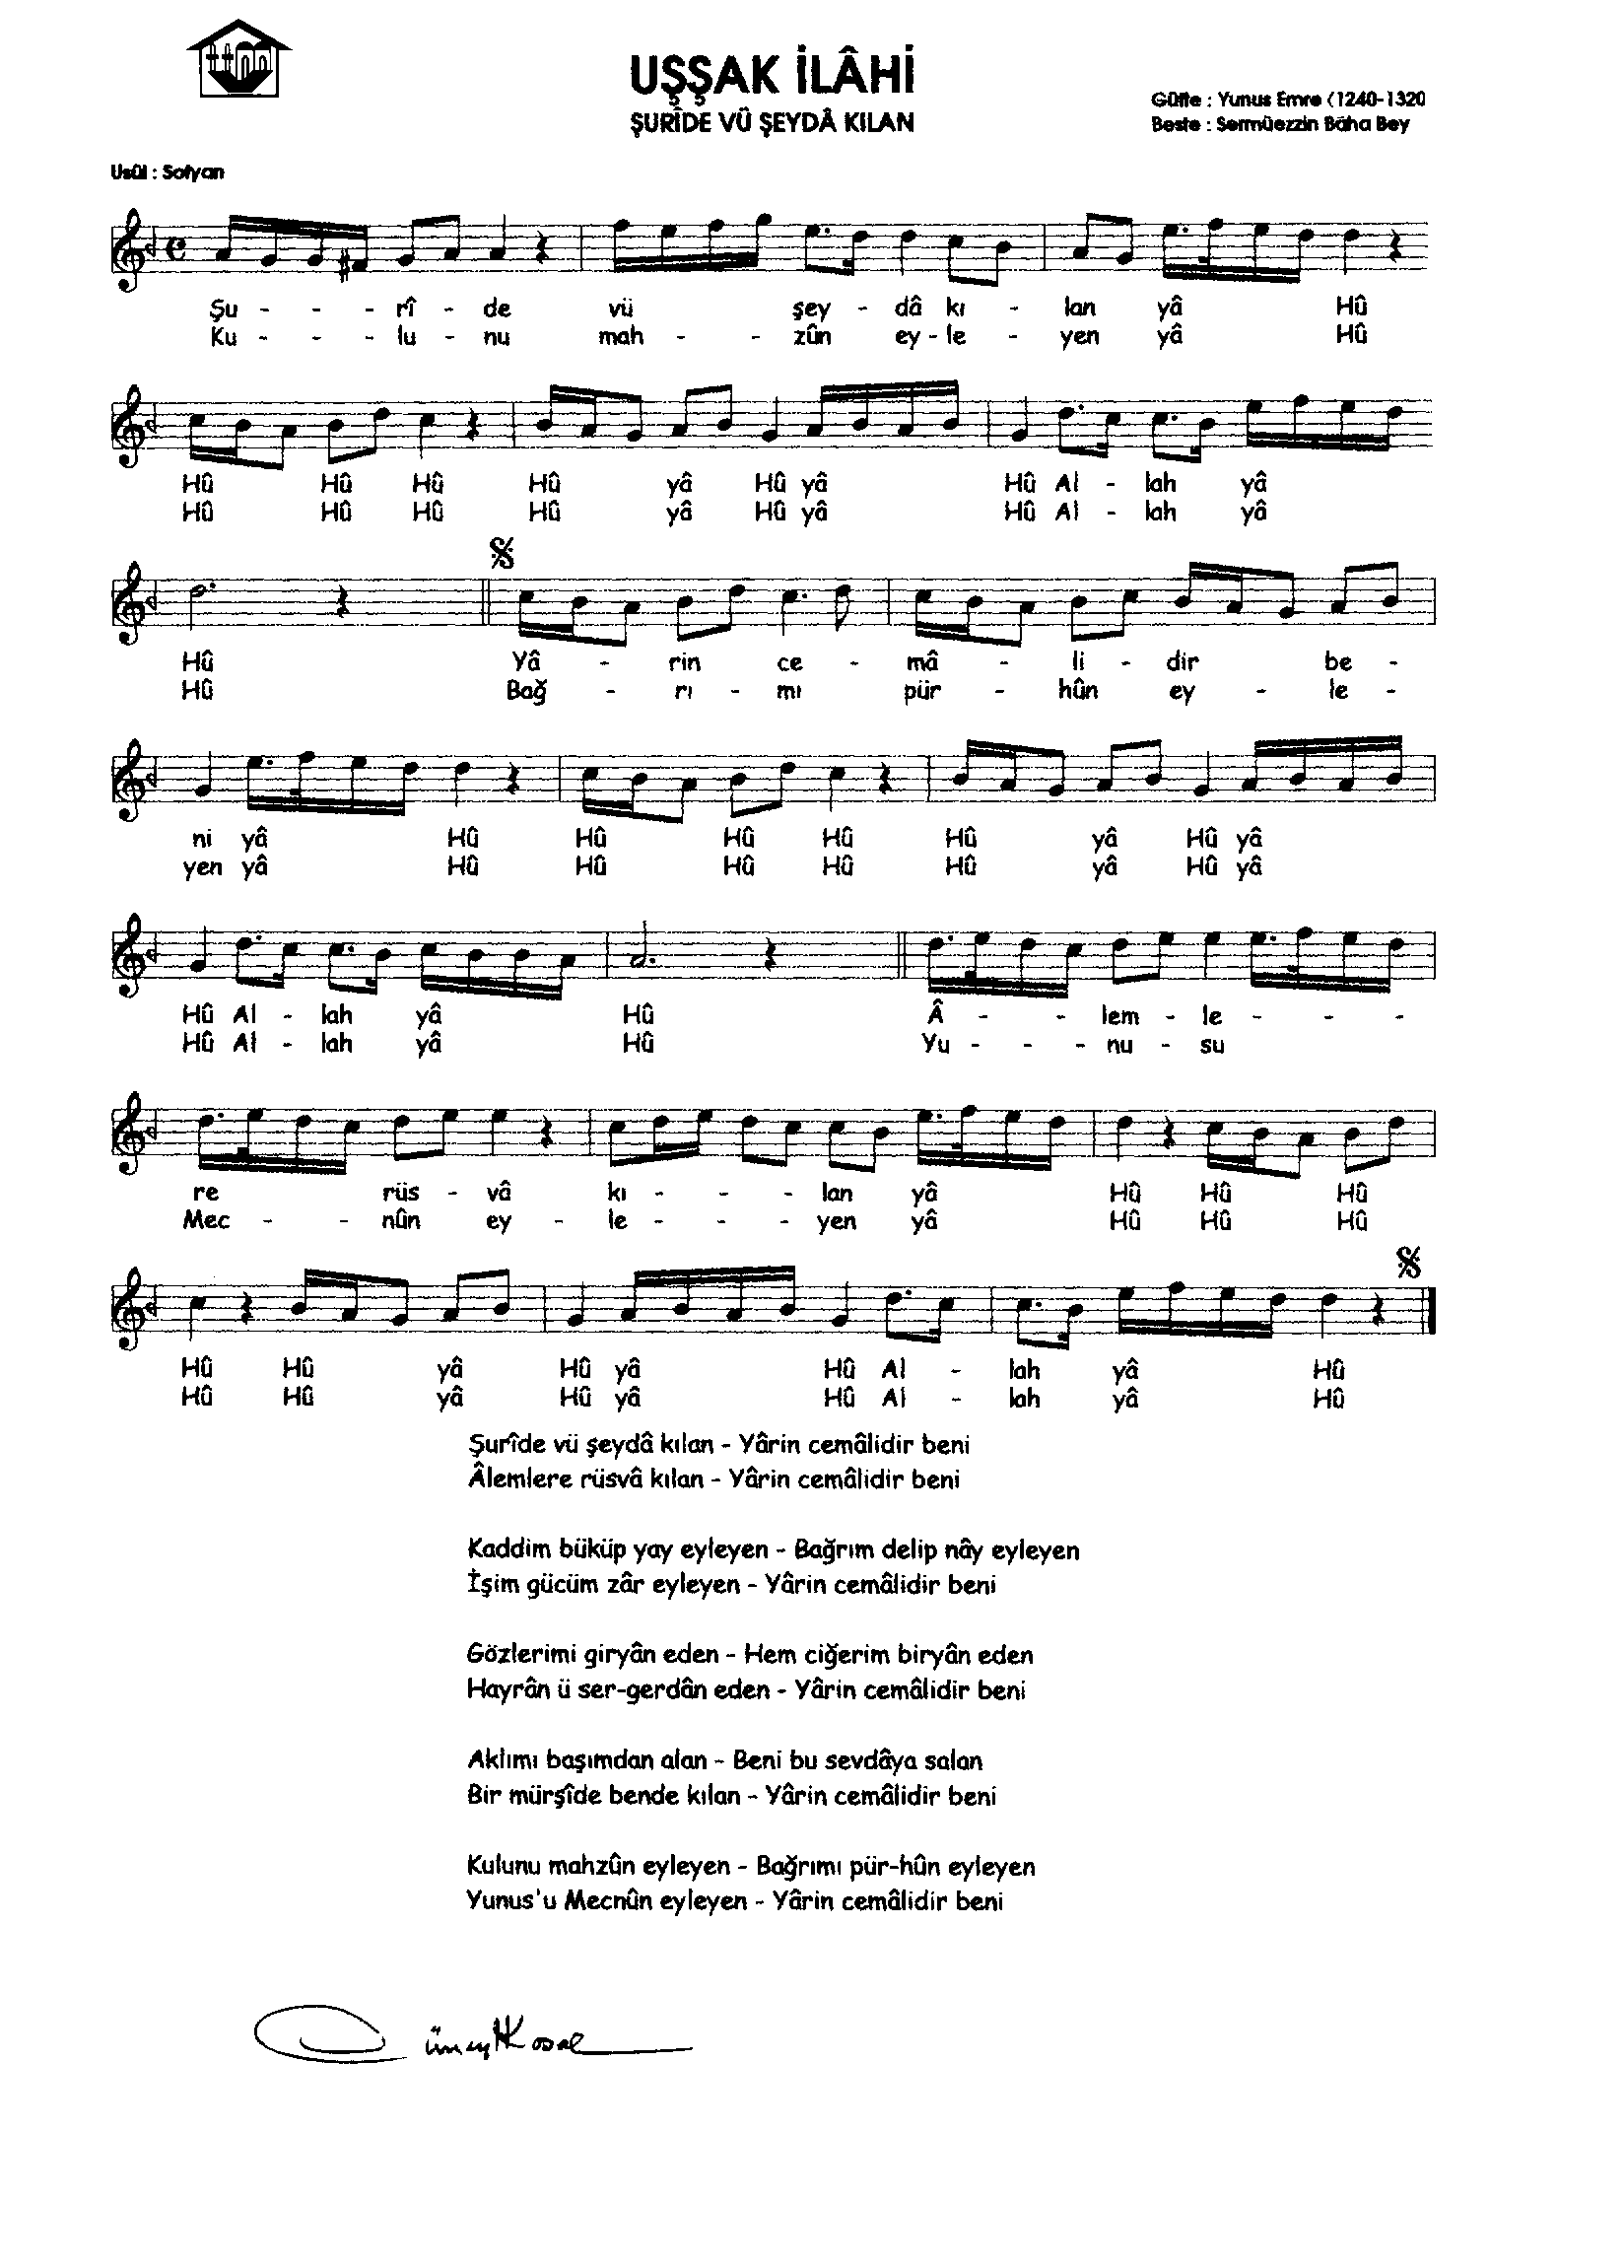 UŞŞAK İLÂHİ
ŞURÎDE VÜ ŞEYDÂ KILAN
Güfte : Yunus Emre (1240-1320
Beste : Sermüezzin Bâha Bey
Usûl : Sofyan
Şu - - - rî - de vü şey - dâ kı - lan yâ Hû
Ku - - - lu - nu mah - - zûn ey - le - yen yâ Hû
Hû Hû Hû Hû yâ Hû yâ Hû Al - lah yâ
Hû Hû Hû Hû yâ Hû yâ Hû Al - lah yâ
Hû Yâ - rin ce - mâ - li - dir be -
Hû Bağ - rı - mı pür - hûn ey - le -
ni yâ Hû Hû Hû Hû Hû yâ Hû yâ
yen yâ Hû Hû Hû Hû Hû yâ Hû yâ
Hû Al - lah yâ Hû Â - - lem - le - - -
Hû Al - lah yâ Hû Yu - - - nu - su
re rüs - vâ kı - - - lan yâ Hû Hû Hû
Mec - - nûn ey - le - - - yen yâ Hû Hû Hû
Hû Hû yâ Hû yâ Hû Al - lah yâ Hû
Hû Hû yâ Hû yâ Hû Al - lah yâ Hû
Şurîde vü şeydâ kılan - Yârin cemâlidir beni
Âlemlere rüsvâ kılan - Yârin cemâlidir beni
Kaddim büküp yay eyleyen - Bağrım delip nây eyleyen
İşim gücüm zâr eyleyen - Yârin cemâlidir beni
Gözlerimi giryân eden - Hem ciğerim biryân eden
Hayrân ü ser-gerdân eden - Yârin cemâlidir beni
Aklımı başımdan alan - Beni bu sevdâya salan
Bir mürşîde bende kılan - Yârin cemâlidir beni
Kulunu mahzûn eyleyen - Bağrımı pür-hûn eyleyen
Yunus'u Mecnûn eyleyen - Yârin cemâlidir beni